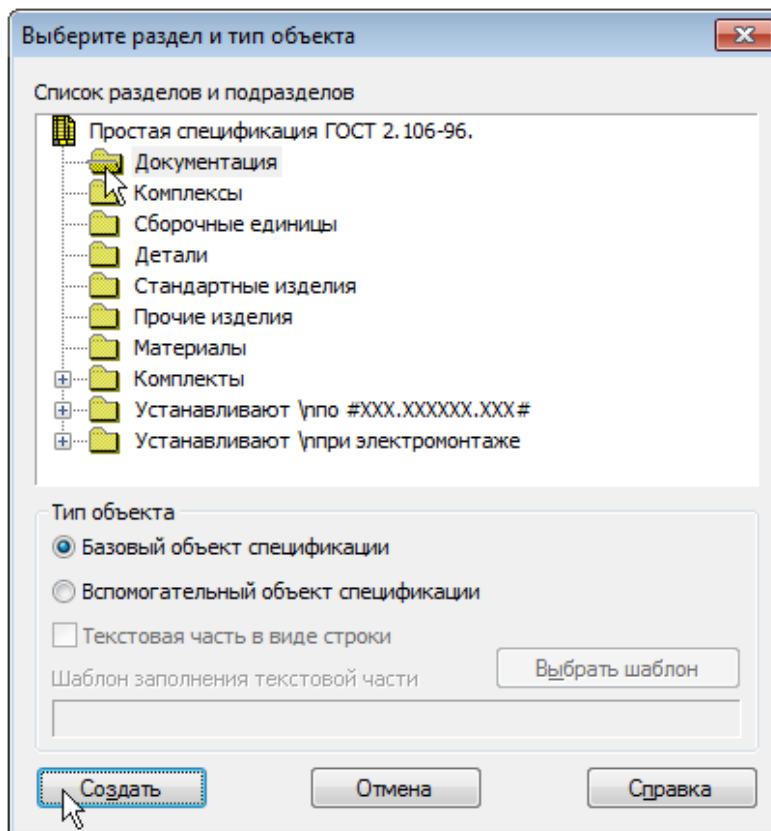 Выберите раздел и тип объекта
Список разделов и подразделов
Простая спецификация ГОСТ 2.106-96.
Документация
Комплексы
Сборочные единицы
Детали
Стандартные изделия
Прочие изделия
Материалы
Комплекты
Устанавливают \nпо #XXX.XXXXXX.XXX#
Устанавливают \nпри электромонтаже
Тип объекта
Базовый объект спецификации
Вспомогательный объект спецификации
Текстовая часть в виде строки
Шаблон заполнения текстовой части
Выбрать шаблон
Создать Отмена Справка